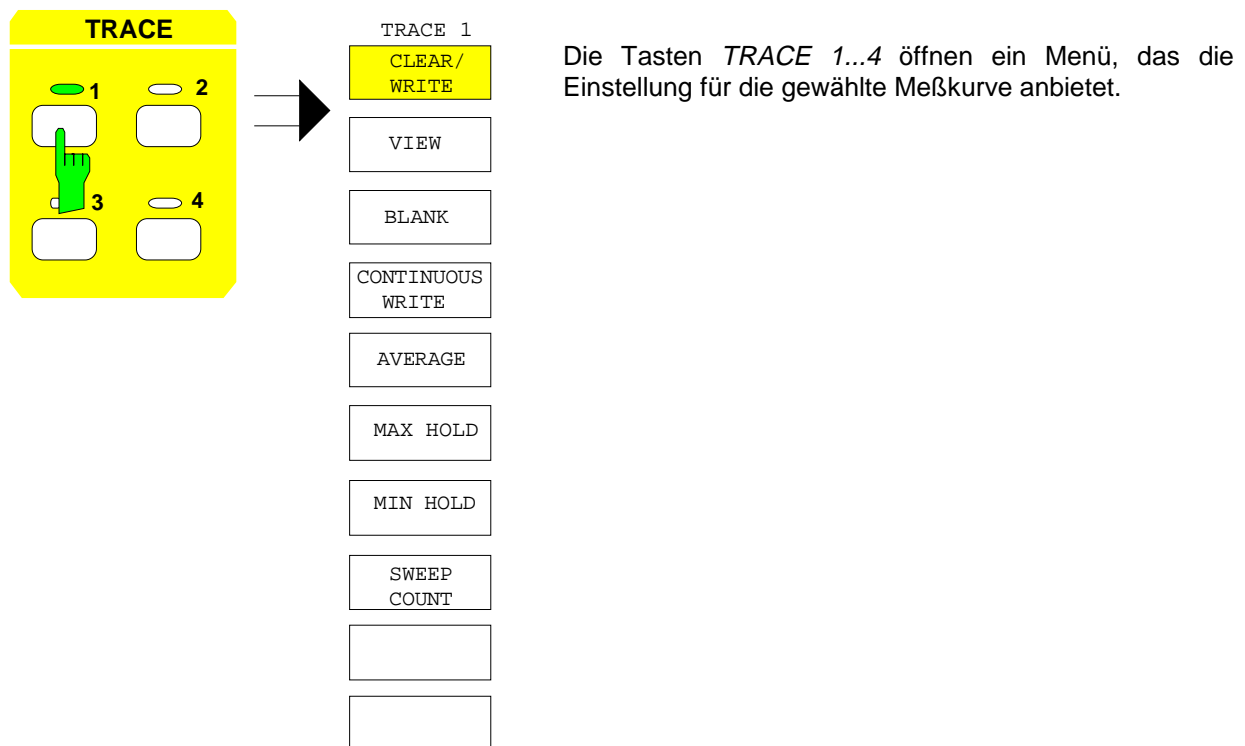 TRACE
1
2
3
4
TRACE 1
CLEAR/
WRITE
VIEW
BLANK
CONTINUOUS
WRITE
AVERAGE
MAX HOLD
MIN HOLD
SWEEP
COUNT
Die Tasten TRACE 1...4 öffnen ein Menü, das die
Einstellung für die gewählte Meßkurve anbietet.